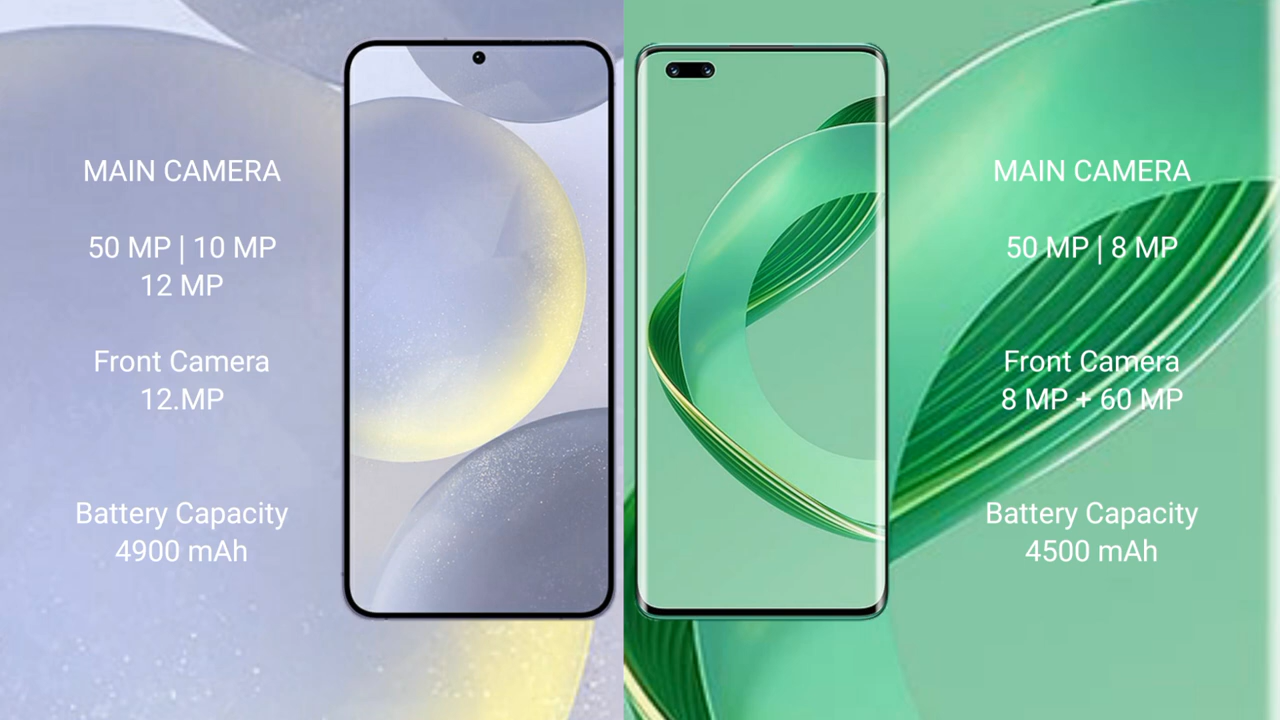 MAIN CAMERA
50 MP | 10 MP
12 MP
Front Camera
12.MP
Battery Capacity
4900 mAh
MAIN CAMERA
50 MP | 8 MP
Front Camera
8 MP + 60 MP
Battery Capacity
4500 mAh